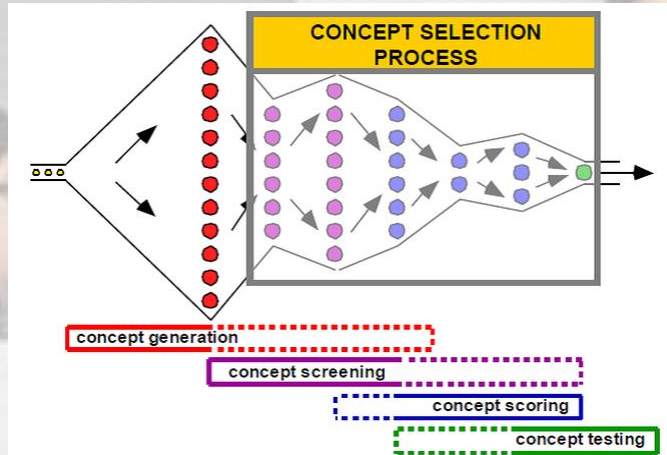 CONCEPT SELECTION
PROCESS
concept generation
concept screening
concept scoring
concept testing